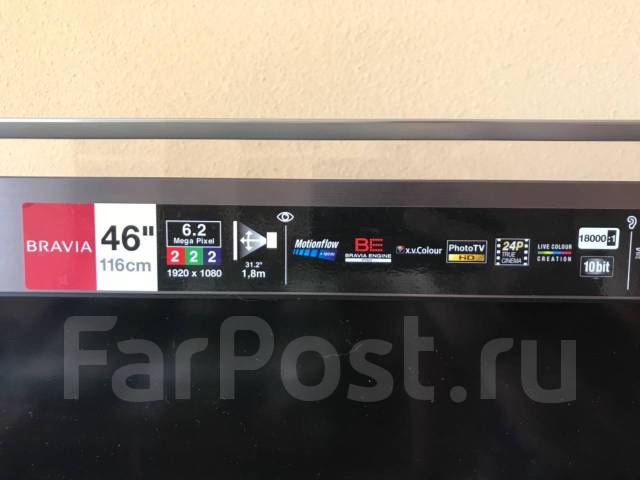 BRAVIA
46"
116cm
6.2
Mega Pixel
2 2 2
1920 x 1080
31.2"
1,8m
Motionflow
BE
BRAVIA ENGINE
x.v.Colour
PhotoTV
HD
24P
TRUE
CINEMA
LIVE COLOUR
CREATION
18000:1
10bit
FarPost.ru